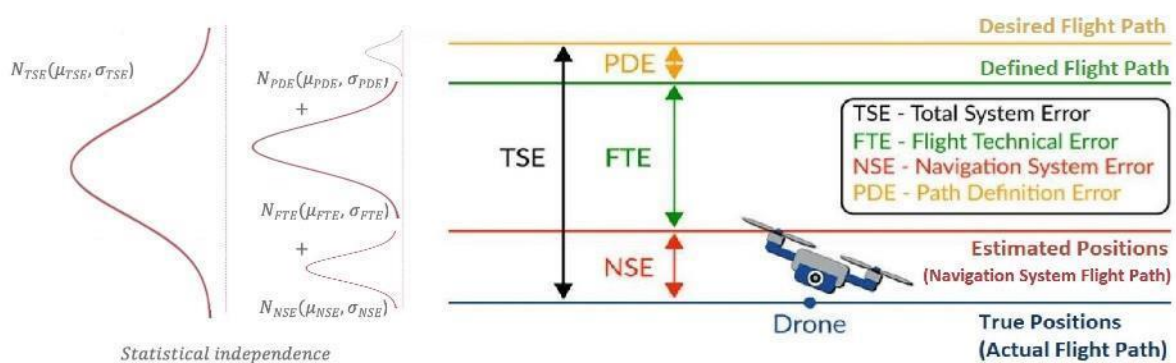 N_TSE(μ_TSE, σ_TSE)
N_PDE(μ_PDE, σ_PDE)
+
N_FTE(μ_FTE, σ_FTE)
+
N_NSE(μ_NSE, σ_NSE)
Statistical independence
Desired Flight Path
PDE
Defined Flight Path
TSE
FTE
TSE - Total System Error
FTE - Flight Technical Error
NSE - Navigation System Error
PDE - Path Definition Error
NSE
Estimated Positions
(Navigation System Flight Path)
Drone
True Positions
(Actual Flight Path)